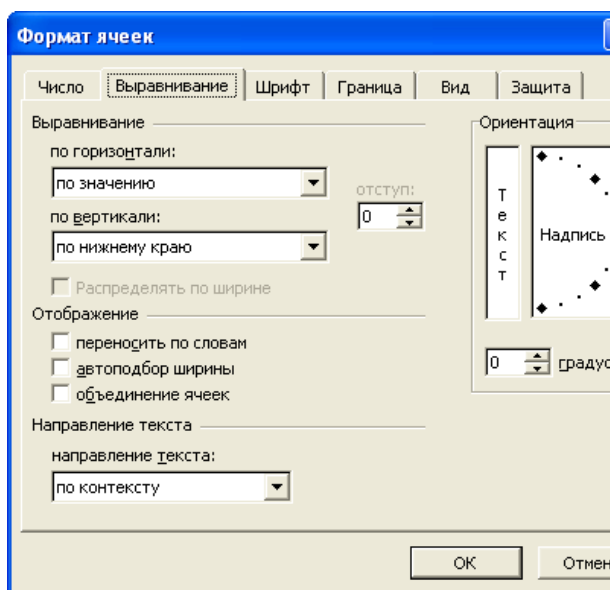 Формат ячеек
Число Выравнивание Шрифт Граница Вид Защита
Выравнивание
по горизонтали:
по значению
отступ:
0
по вертикали:
по нижнему краю
Распределять по ширине
Отображение
переносить по словам
автоподбор ширины
объединение ячеек
Направление текста
направление текста:
по контексту
Ориентация
Текст
Надпись
0 градус
ОК Отмен